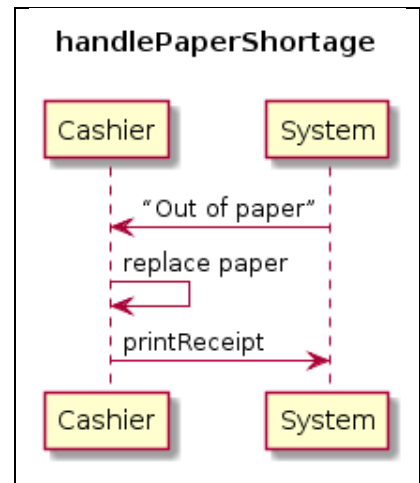 handlePaperShortage
Cashier System
“Out of paper”
replace paper
printReceipt
Cashier System